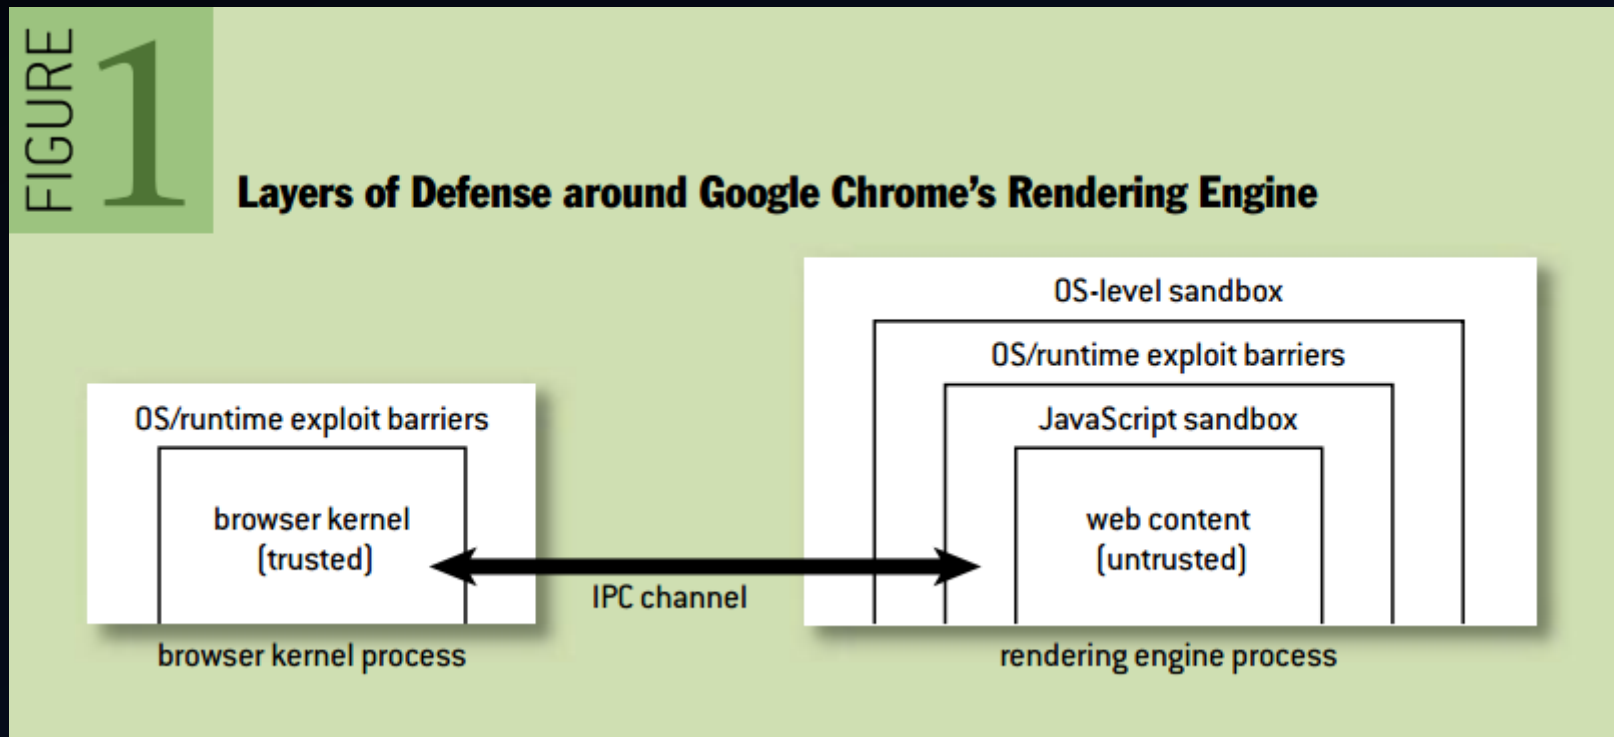 FIGURE
1
Layers of Defense around Google Chrome’s Rendering Engine
OS/runtime exploit barriers
browser kernel
(trusted)
browser kernel process
IPC channel
OS-level sandbox
OS/runtime exploit barriers
JavaScript sandbox
web content
(untrusted)
rendering engine process